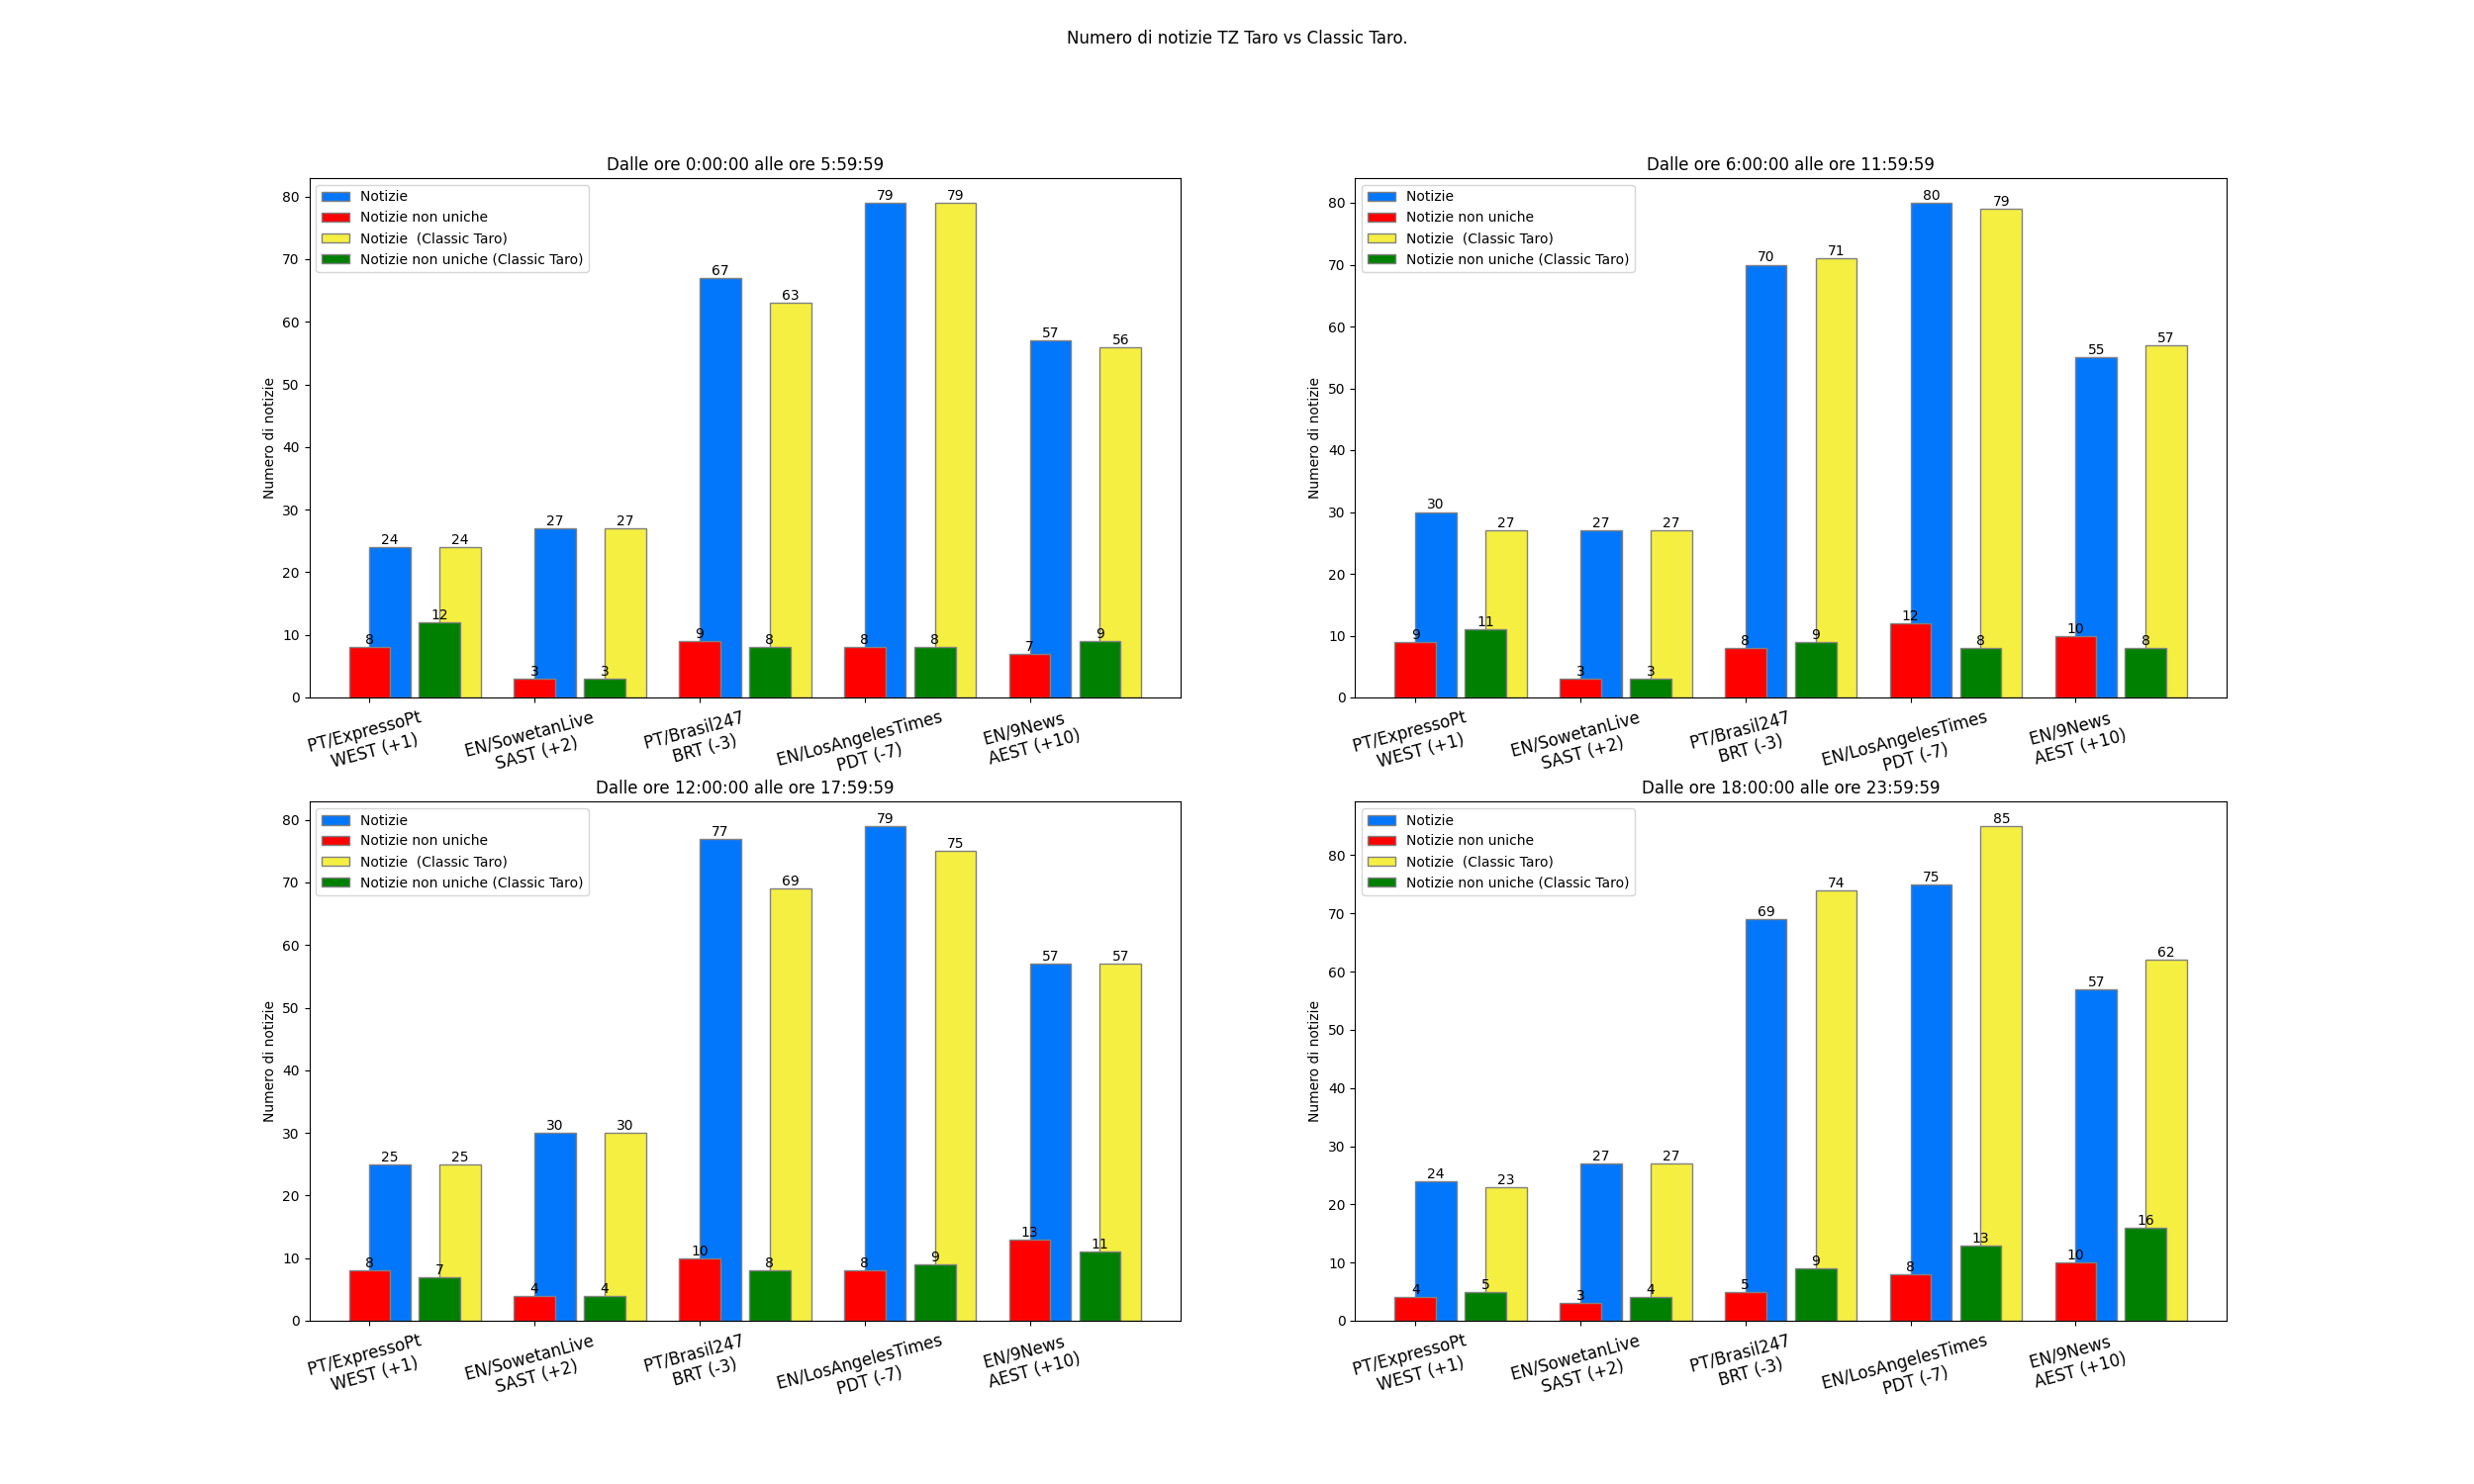 Numero di notizie TZ Taro vs Classic Taro.
Dalle ore 0:00:00 alle ore 5:59:59
Notizie
Notizie non uniche
Notizie  (Classic Taro)
Notizie non uniche (Classic Taro)
Numero di notizie
80
70
60
50
40
30
20
10
0
24 24 27 27 67 63 79 79 57 56
8 12 3 3 9 8 8 8 7 9
PT/ExpressoPt
WEST (+1)
EN/SowetanLive
SAST (+2)
PT/Brasil247
BRT (-3)
EN/LosAngelesTimes
PDT (-7)
EN/9News
AEST (+10)
Dalle ore 6:00:00 alle ore 11:59:59
Notizie
Notizie non uniche
Notizie  (Classic Taro)
Notizie non uniche (Classic Taro)
Numero di notizie
80
70
60
50
40
30
20
10
0
30 27 27 27 70 71 80 79 55 57
9 11 3 3 8 9 12 8 10 8
PT/ExpressoPt
WEST (+1)
EN/SowetanLive
SAST (+2)
PT/Brasil247
BRT (-3)
EN/LosAngelesTimes
PDT (-7)
EN/9News
AEST (+10)
Dalle ore 12:00:00 alle ore 17:59:59
Notizie
Notizie non uniche
Notizie  (Classic Taro)
Notizie non uniche (Classic Taro)
Numero di notizie
80
70
60
50
40
30
20
10
0
25 25 30 30 77 69 79 75 57 57
8 7 4 4 10 8 8 9 13 11
PT/ExpressoPt
WEST (+1)
EN/SowetanLive
SAST (+2)
PT/Brasil247
BRT (-3)
EN/LosAngelesTimes
PDT (-7)
EN/9News
AEST (+10)
Dalle ore 18:00:00 alle ore 23:59:59
Notizie
Notizie non uniche
Notizie  (Classic Taro)
Notizie non uniche (Classic Taro)
Numero di notizie
80
70
60
50
40
30
20
10
0
24 23 27 27 69 74 75 85 57 62
4 5 3 4 5 9 8 13 10 16
PT/ExpressoPt
WEST (+1)
EN/SowetanLive
SAST (+2)
PT/Brasil247
BRT (-3)
EN/LosAngelesTimes
PDT (-7)
EN/9News
AEST (+10)